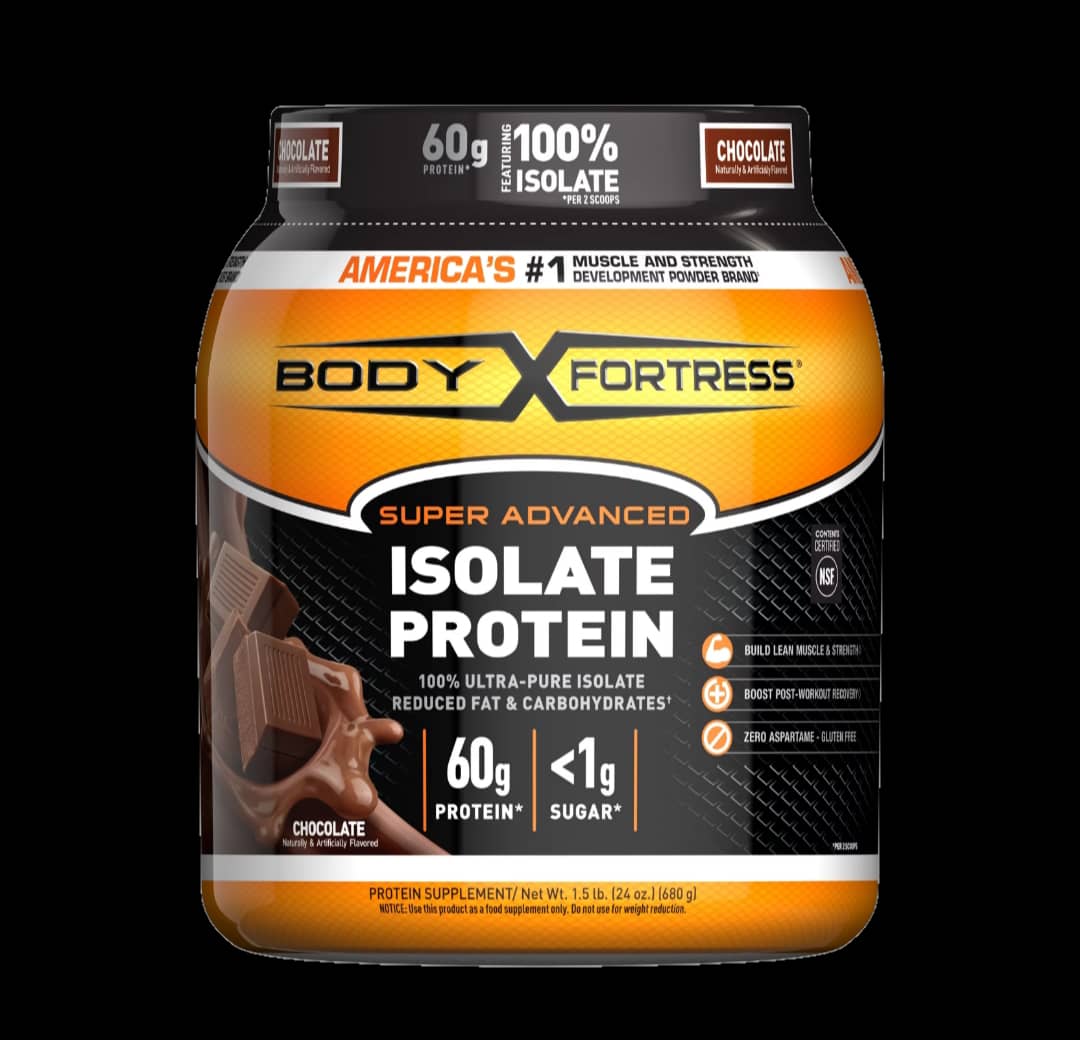 CHOCOLATE
60g
PROTEIN*
FEATURING
100%
ISOLATE
*PER 2 SCOOPS
CHOCOLATE
Naturally & Artificially Flavored
AMERICA'S #1 MUSCLE AND STRENGTH
DEVELOPMENT POWDER BRAND
BODY X FORTRESS®
SUPER ADVANCED
ISOLATE
PROTEIN
100% ULTRA-PURE ISOLATE
REDUCED FAT & CARBOHYDRATES†
60g
PROTEIN*
<1g
SUGAR*
CONTENTS
CERTIFIED
NSF
BUILD LEAN MUSCLE & STRENGTH
BOOST POST-WORKOUT RECOVERY
ZERO ASPARTAME - GLUTEN FREE
*PER 2 SCOOPS
CHOCOLATE
Naturally & Artificially Flavored
PROTEIN SUPPLEMENT/ Net Wt. 1.5 lb. (24 oz.) (680 g)
NOTICE: Use this product as a food supplement only. Do not use for weight reduction.